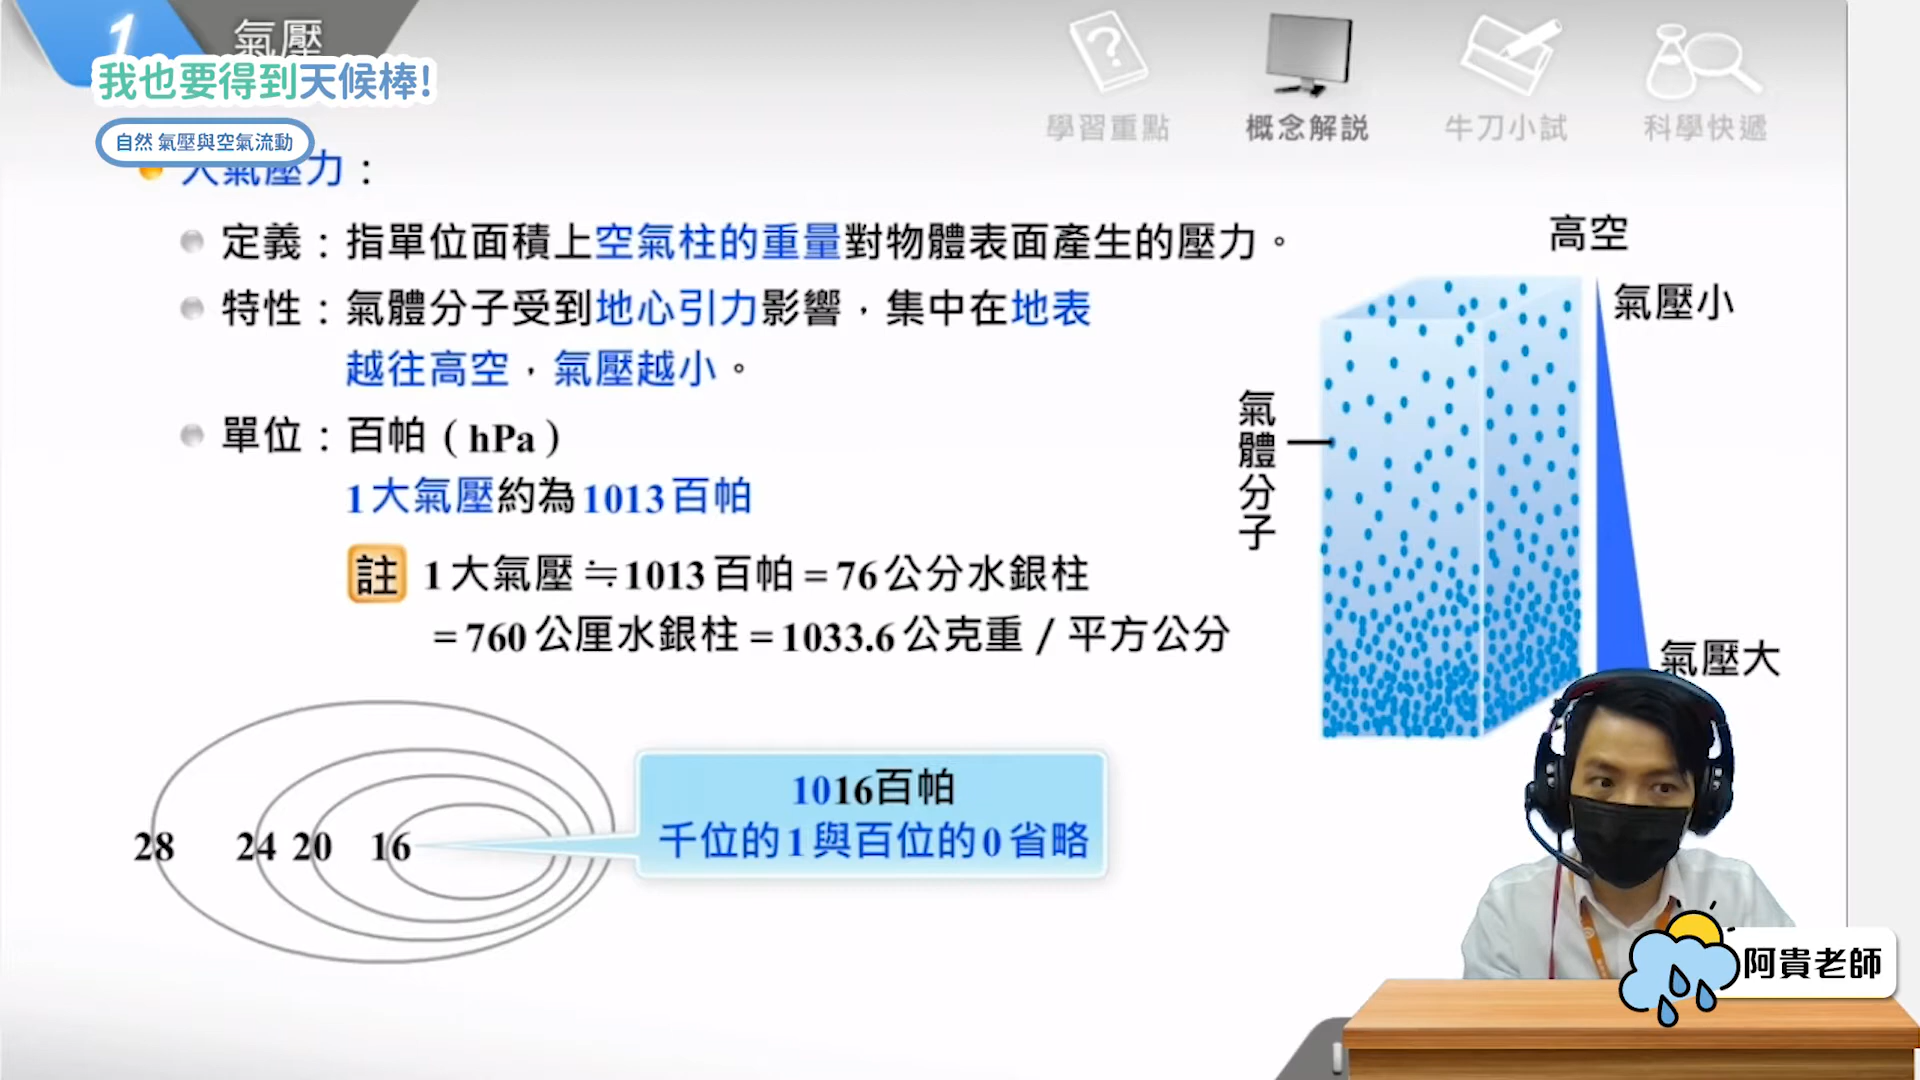 1
氣壓
我也要得到天候棒!
自然 氣壓與空氣流動
學習重點
概念解說
牛刀小試
科學快遞
大氣壓力：
定義：指單位面積上空氣柱的重量對物體表面產生的壓力。
特性：氣體分子受到地心引力影響，集中在地表
越往高空，氣壓越小。
單位：百帕（hPa）
1大氣壓約為1013百帕
註 1大氣壓≒1013百帕=76公分水銀柱
=760公厘水銀柱=1033.6公克重/平方公分
高空
氣壓小
氣體分子
氣壓大
28 24 20 16
1016百帕
千位的1與百位的0省略
阿貴老師